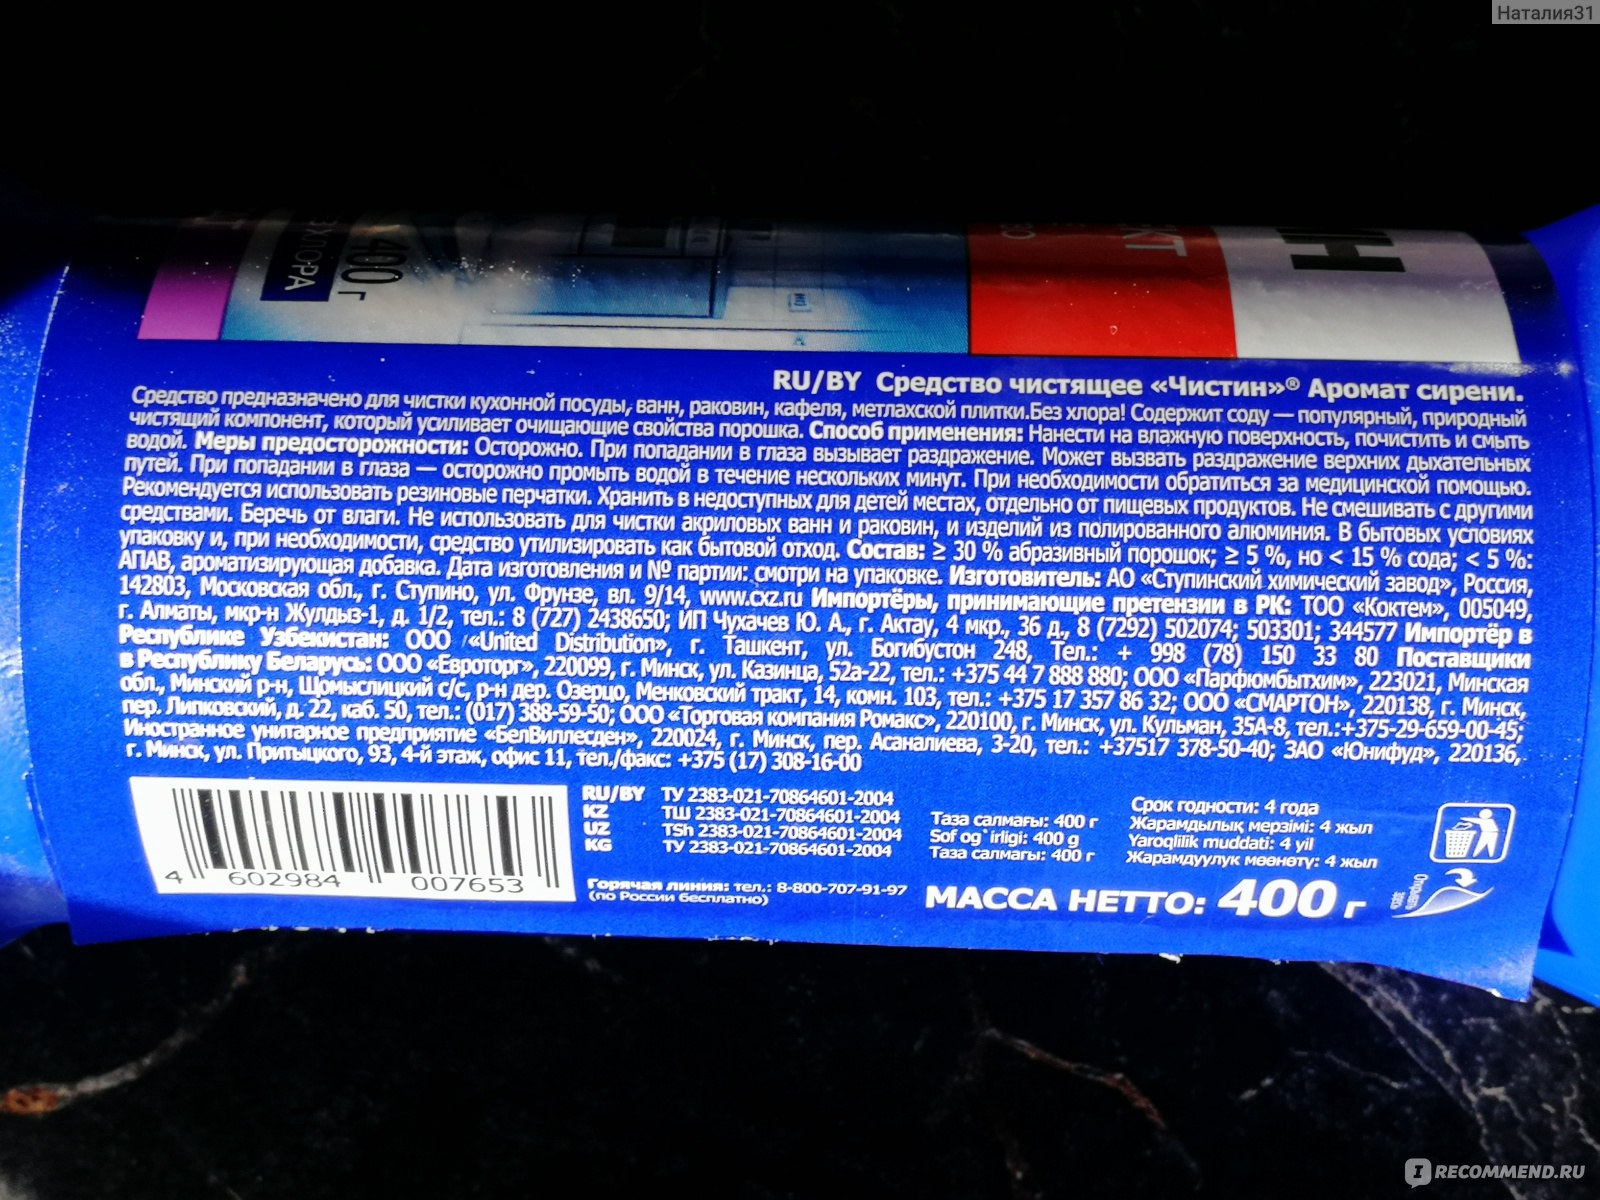 Наталия31
400 г
ХЛОРА
RU/BY Средство чистящее «Чистин»® Аромат сирени.
Средство предназначено для чистки кухонной посуды, ванн, раковин, кафеля, метлахской плитки.Без хлора! Содержит соду — популярный, природный
чистящий компонент, который усиливает очищающие свойства порошка. Способ применения: Нанести на влажную поверхность, почистить и смыть
водой. Меры предосторожности: Осторожно. При попадании в глаза вызывает раздражение. Может вызвать раздражение верхних дыхательных
путей. При попадании в глаза — осторожно промыть водой в течение нескольких минут. При необходимости обратиться за медицинской помощью.
Рекомендуется использовать резиновые перчатки. Хранить в недоступных для детей местах, отдельно от пищевых продуктов. Не смешивать с другими
средствами. Беречь от влаги. Не использовать для чистки акриловых ванн и раковин, и изделий из полированного алюминия. В бытовых условиях
упаковку и, при необходимости, средство утилизировать как бытовой отход. Состав: ≥ 30 % абразивный порошок; ≥ 5 %, но < 15 % сода; < 5 %:
АПАВ, ароматизирующая добавка. Дата изготовления и № партии: смотри на упаковке. Изготовитель: АО «Ступинский химический завод», Россия,
142803, Московская обл., г. Ступино, ул. Фрунзе, вл. 9/14, www.cxz.ru Импортёры, принимающие претензии в РК: ТОО «Коктем», 005049,
г. Алматы, мкр-н Жулдыз-1, д. 1/2, тел.: 8 (727) 2438650; ИП Чухачев Ю. А., г. Актау, 4 мкр., 36 д., 8 (7292) 502074; 503301; 344577 Импортёр в
Республике Узбекистан: ООО «United Distribution», г. Ташкент, ул. Богибустон 248, Тел.: + 998 (78) 150 33 80 Поставщики
в Республику Беларусь: ООО «Евроторг», 220099, г. Минск, ул. Казинца, 52а-22, тел.: +375 44 7 888 880; ООО «Парфюмбытхим», 223021, Минская
обл., Минский р-н, Щомыслицкий с/с, р-н дер. Озерцо, Менковский тракт, 14, комн. 103, тел.: +375 17 357 86 32; ООО «СМАРТОН», 220138, г. Минск,
пер. Липковский, д. 22, каб. 50, тел.: (017) 388-59-50; ООО «Торговая компания Ромакс», 220100, г. Минск, ул. Кульман, 35А-8, тел.:+375-29-659-00-45;
Иностранное унитарное предприятие «БелВиллесден», 220024, г. Минск, пер. Асаналиева, 3-20, тел.: +37517 378-50-40; ЗАО «Юнифуд», 220136,
г. Минск, ул. Притыцкого, 93, 4-й этаж, офис 11, тел./факс: +375 (17) 308-16-00
4 602984 007653
RU/BY ТУ 2383-021-70864601-2004
KZ ТШ 2383-021-70864601-2004
UZ TSh 2383-021-70864601-2004
KG ТУ 2383-021-70864601-2004
Горячая линия: тел.: 8-800-707-91-97
(по России бесплатно)
Таза салмағы: 400 г
Sof og`irligi: 400 g
Таза салмагы: 400 г
Срок годности: 4 года
Жарамдылық мерзімі: 4 жыл
Yaroqlilik muddati: 4 yil
Жарамдуулук мөөнөтү: 4 жыл
МАССА НЕТТО: 400 г
Открывать
здесь
IRECOMMEND.RU